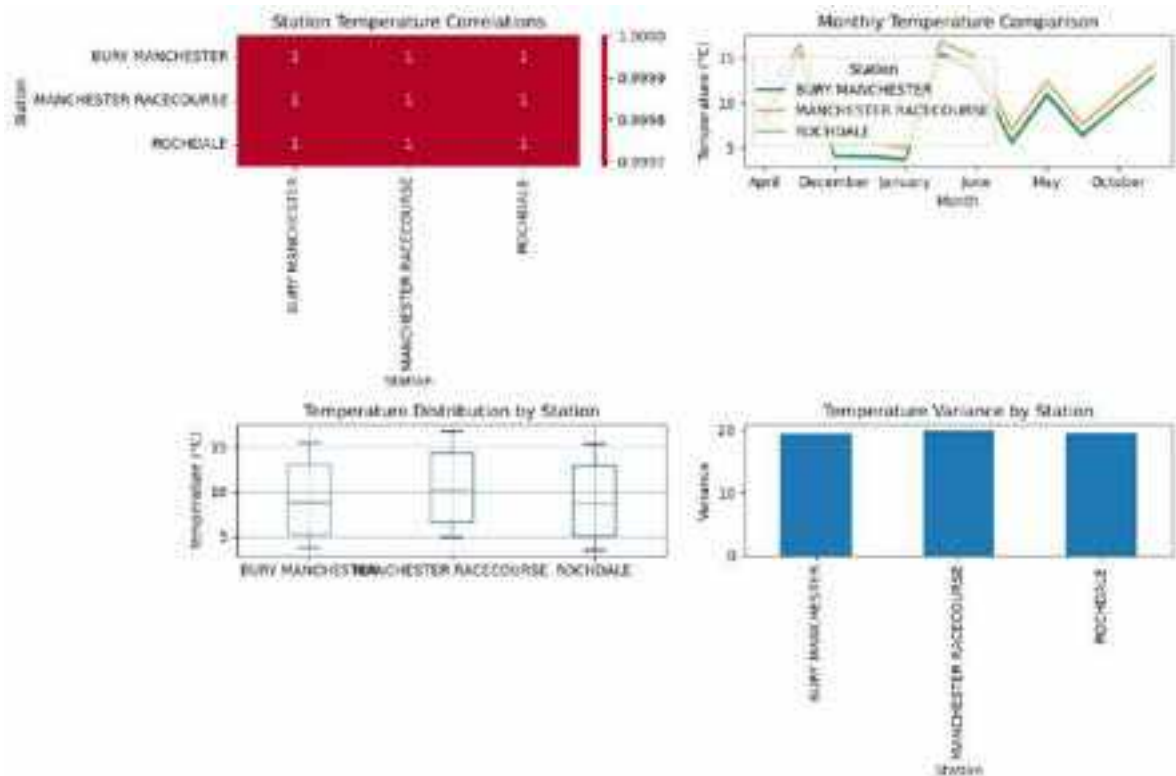 Station Temperature Correlations
BURY MANCHESTER
MANCHESTER RACECOURSE
ROCHDALE
Station
1 1 1
1 1 1
1 1 1
1.0000
0.9999
0.9998
0.9997
BURY MANCHESTER
MANCHESTER RACECOURSE
ROCHDALE
Station
Monthly Temperature Comparison
Temperature (°C)
15
10
5
Station
BURY MANCHESTER
MANCHESTER RACECOURSE
ROCHDALE
April December January June May October
Month
Temperature Distribution by Station
Temperature (°C)
15
10
5
BURY MANCHESTER MANCHESTER RACECOURSE ROCHDALE
Temperature Variance by Station
Variance
20
10
0
BURY MANCHESTER
MANCHESTER RACECOURSE
ROCHDALE
Station